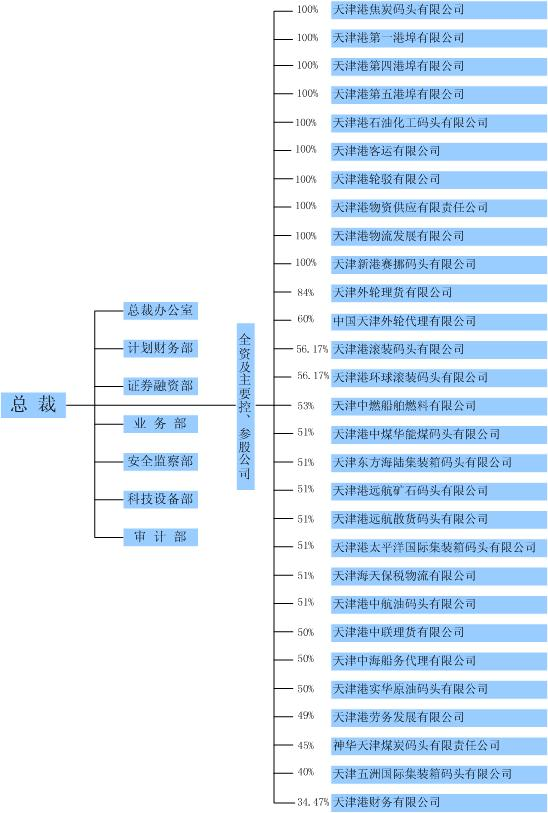 总 裁
总裁办公室
计划财务部
证券融资部
业 务 部
安全监察部
科技设备部
审 计 部
全资及主要控、参股公司
100% 天津港焦炭码头有限公司
100% 天津港第一港埠有限公司
100% 天津港第四港埠有限公司
100% 天津港第五港埠有限公司
100% 天津港石油化工码头有限公司
100% 天津港客运有限公司
100% 天津港轮驳有限公司
100% 天津港物资供应有限责任公司
100% 天津港物流发展有限公司
100% 天津新港赛挪码头有限公司
84% 天津外轮理货有限公司
60% 中国天津外轮代理有限公司
56.17% 天津港滚装码头有限公司
56.17% 天津港环球滚装码头有限公司
53% 天津中燃船舶燃料有限公司
51% 天津港中煤华能煤码头有限公司
51% 天津东方海陆集装箱码头有限公司
51% 天津港远航矿石码头有限公司
51% 天津港远航散货码头有限公司
51% 天津港太平洋国际集装箱码头有限公司
51% 天津海天保税物流有限公司
51% 天津港中航油码头有限公司
50% 天津港中联理货有限公司
50% 天津中海船务代理有限公司
50% 天津港实华原油码头有限公司
49% 天津港劳务发展有限公司
45% 神华天津煤炭码头有限责任公司
40% 天津五洲国际集装箱码头有限公司
34.47% 天津港财务有限公司